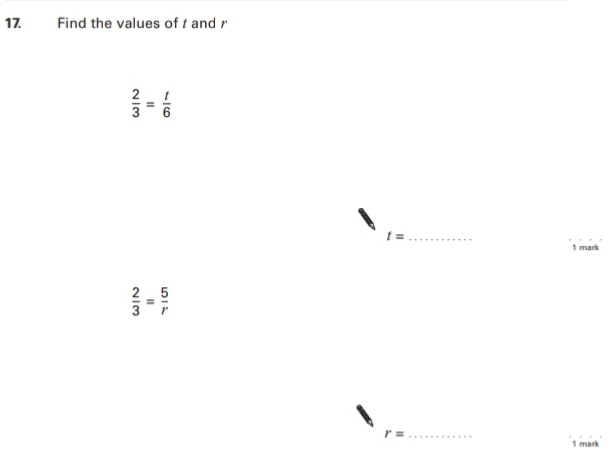 17. Find the values of t and r
2/3 = t/6
t = ............
1 mark
2/3 = 5/r
r = ............
1 mark